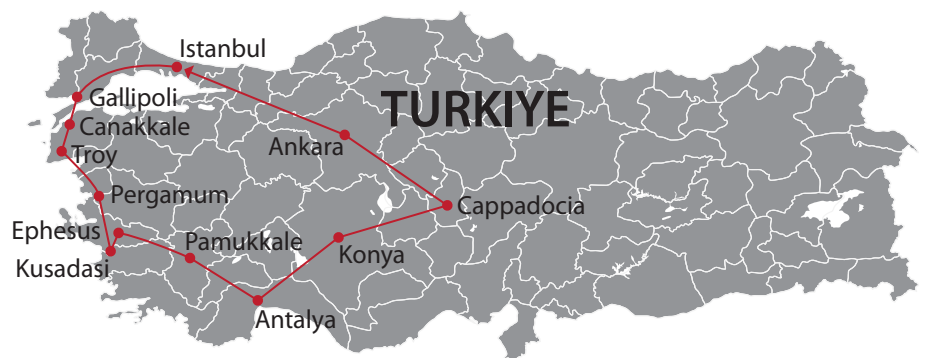 Istanbul
Gallipoli
TURKIYE
Canakkale
Ankara
Troy
Pergamum
Cappadocia
Ephesus
Pamukkale
Konya
Kusadasi
Antalya